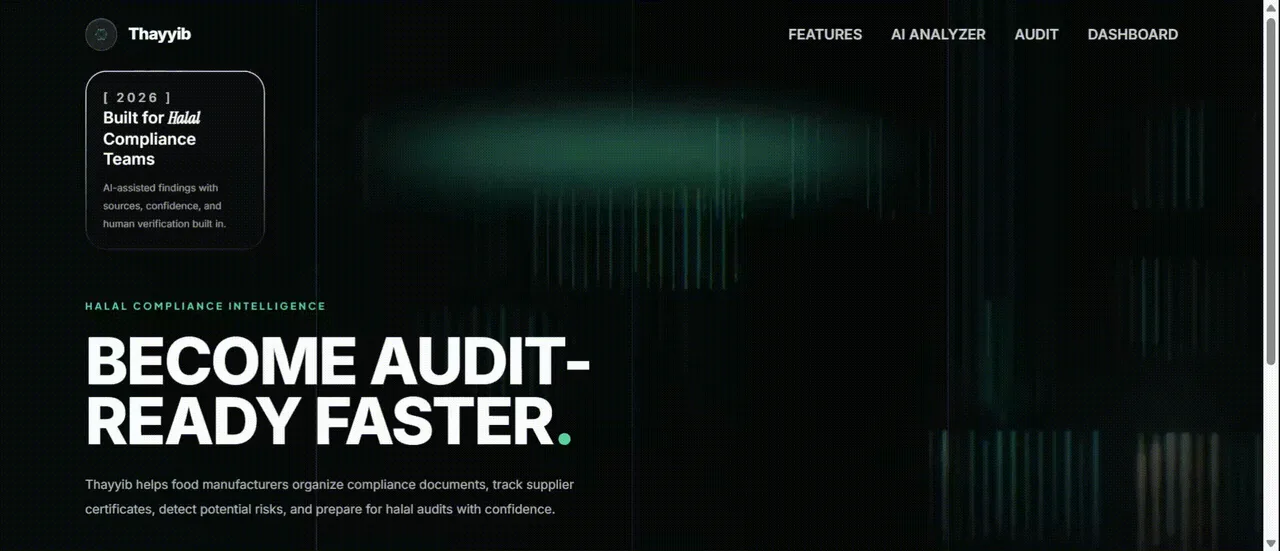 Thayyib
FEATURES
AI ANALYZER
AUDIT
DASHBOARD
[ 2026 ]
Built for Halal
Compliance
Teams
AI-assisted findings with
sources, confidence, and
human verification built in.
HALAL COMPLIANCE INTELLIGENCE
BECOME AUDIT-
READY FASTER.
Thayyib helps food manufacturers organize compliance documents, track supplier
certificates, detect potential risks, and prepare for halal audits with confidence.